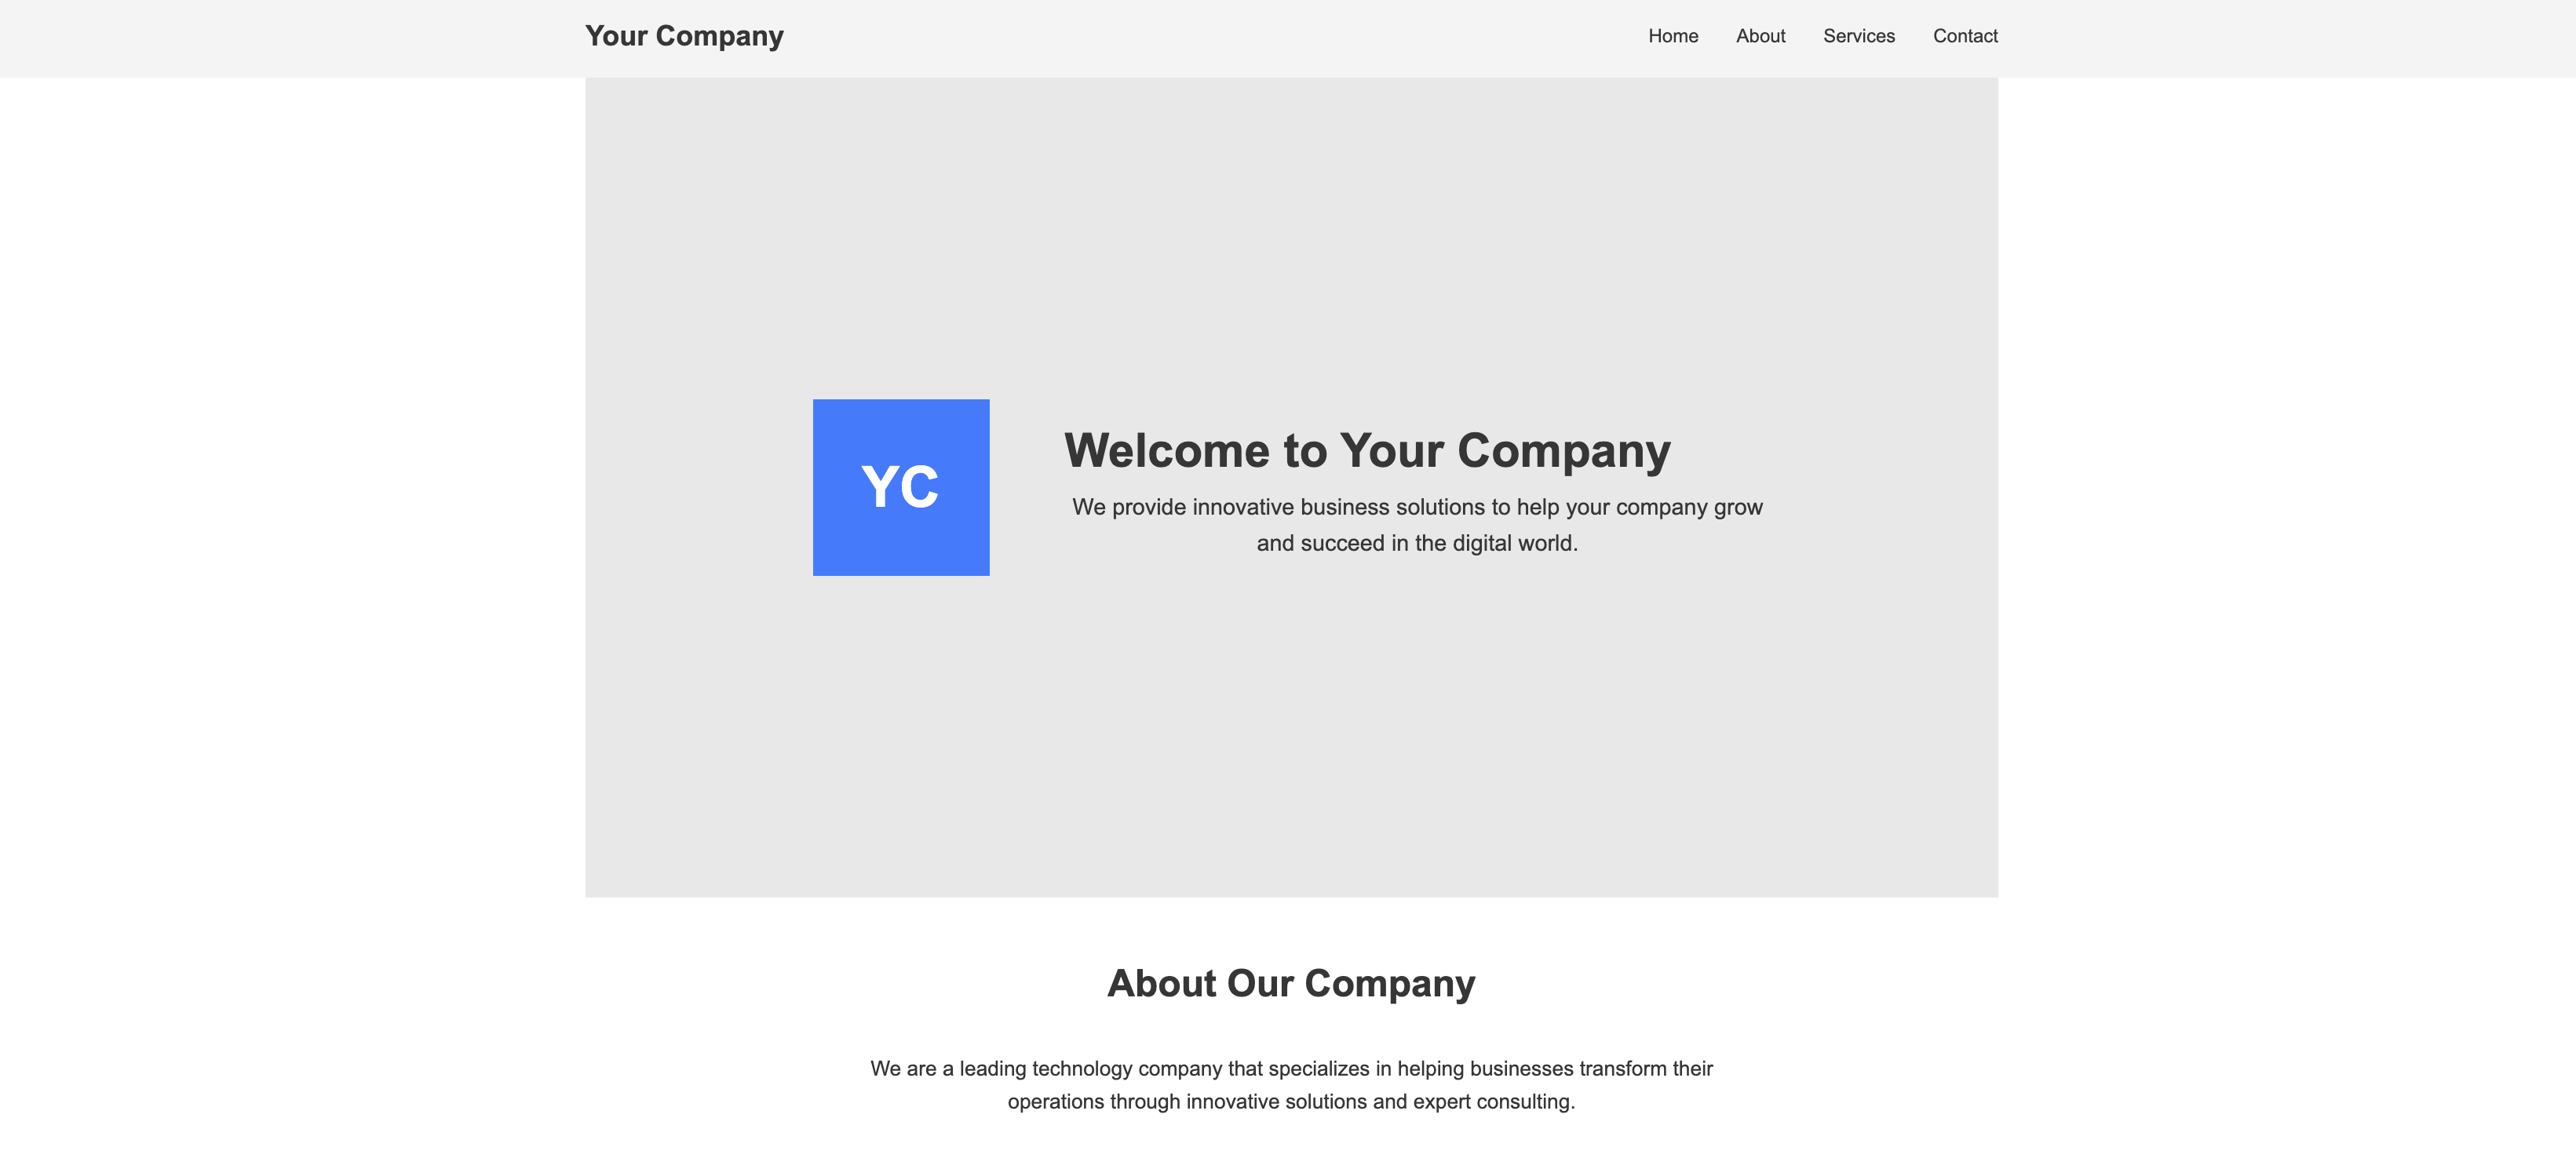 Your Company
Home About Services Contact
YC
Welcome to Your Company
We provide innovative business solutions to help your company grow
and succeed in the digital world.
About Our Company
We are a leading technology company that specializes in helping businesses transform their
operations through innovative solutions and expert consulting.